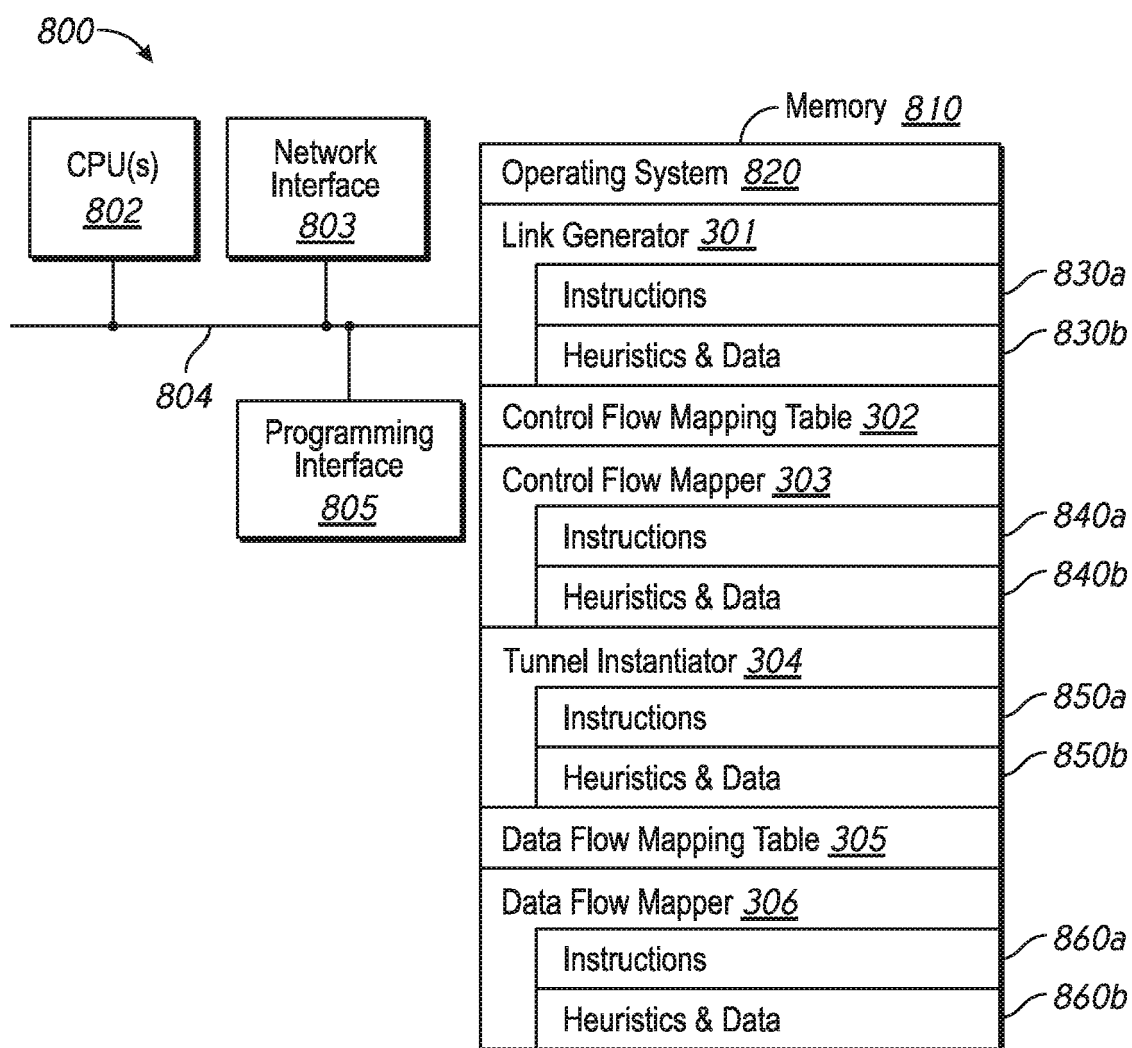 800
Memory 810
CPU(s)
802
Network
Interface
803
804
Programming
Interface
805
Operating System 820
Link Generator 301
Instructions
830a
Heuristics & Data
830b
Control Flow Mapping Table 302
Control Flow Mapper 303
Instructions
840a
Heuristics & Data
840b
Tunnel Instantiator 304
Instructions
850a
Heuristics & Data
850b
Data Flow Mapping Table 305
Data Flow Mapper 306
Instructions
860a
Heuristics & Data
860b